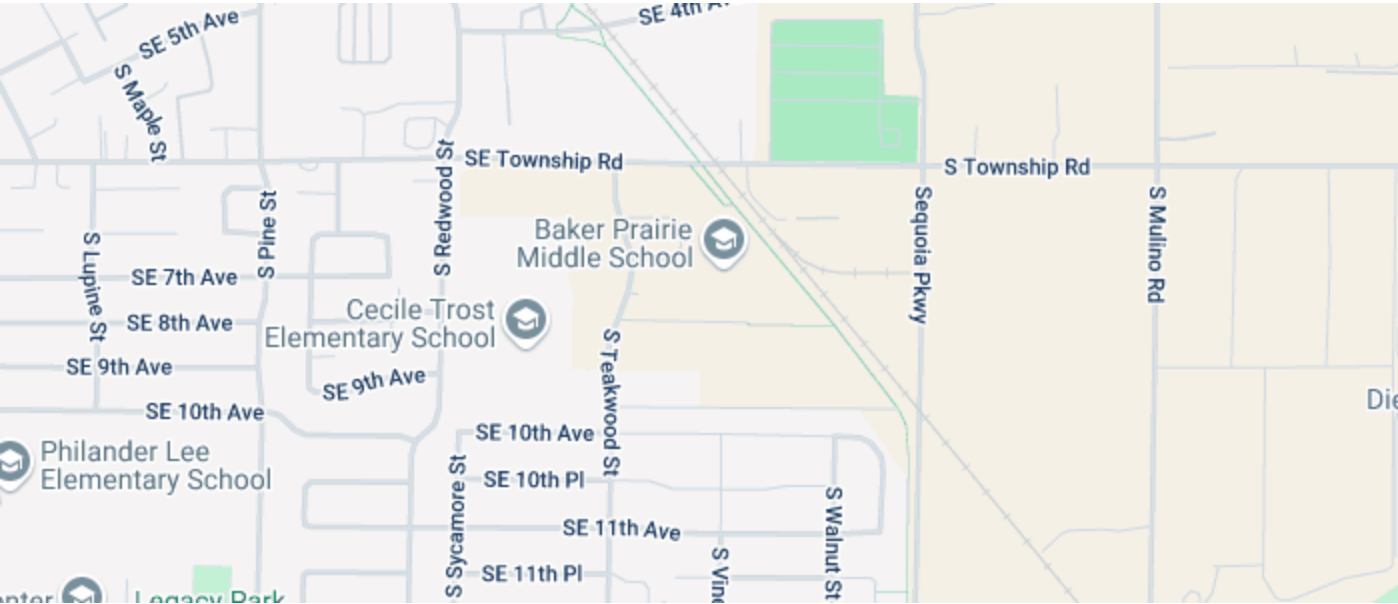 SE 4th A
SE 5th Ave
S Maple St
SE Township Rd
S Township Rd
S Redwood St
S Pine St
Sequoia Pkwy
S Mulino Rd
Baker Prairie
Middle School
S Lupine St
SE 7th Ave
Cecile Trost
Elementary School
SE 8th Ave
S Teakwood St
SE 9th Ave
SE 9th Ave
Die
SE 10th Ave
SE 10th Ave
Philander Lee
Elementary School
SE 10th Pl
S Sycamore St
S Walnut St
SE 11th Ave
SE 11th Pl
S Vin
enter
Legacy Park